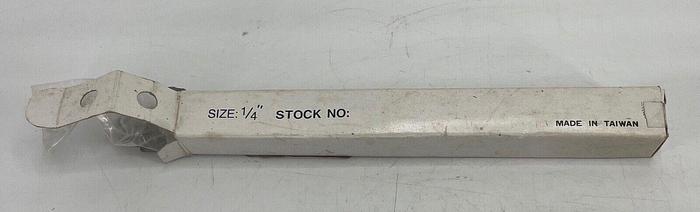 SIZE: 1/4" STOCK NO:
MADE IN TAIWAN